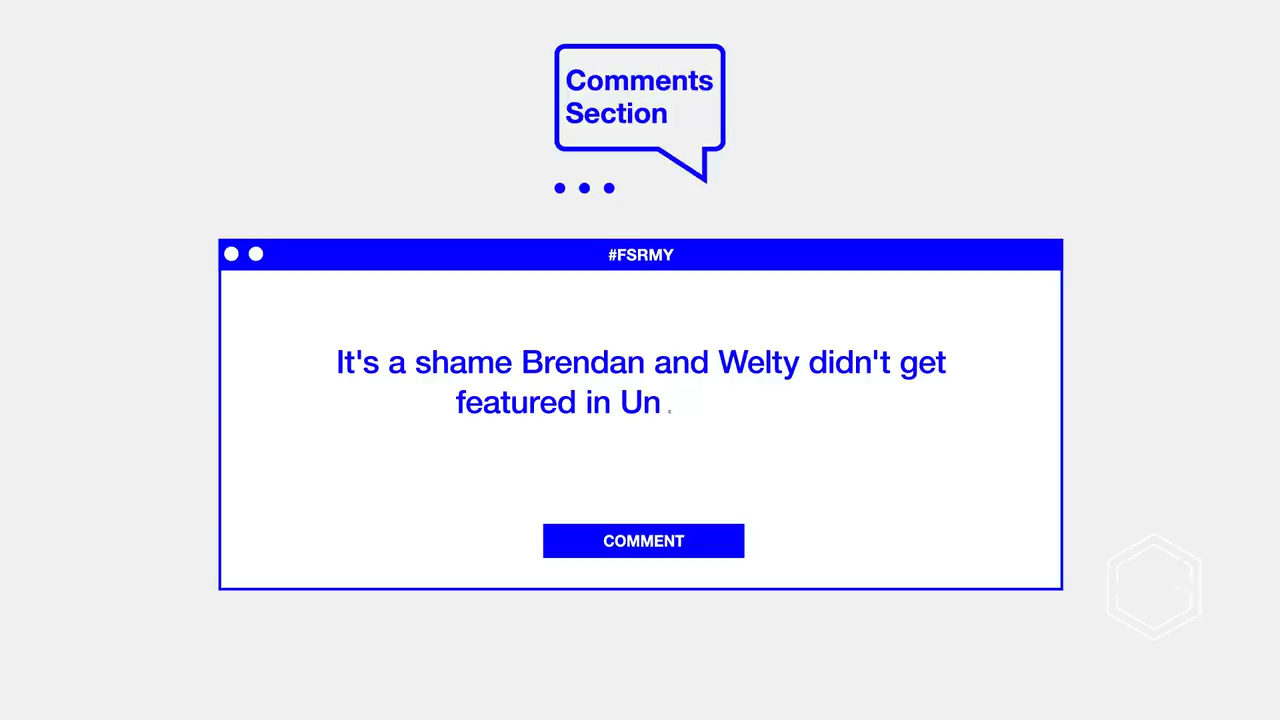 Comments
Section
#FSRMY
It's a shame Brendan and Welty didn't get
featured in Un
COMMENT